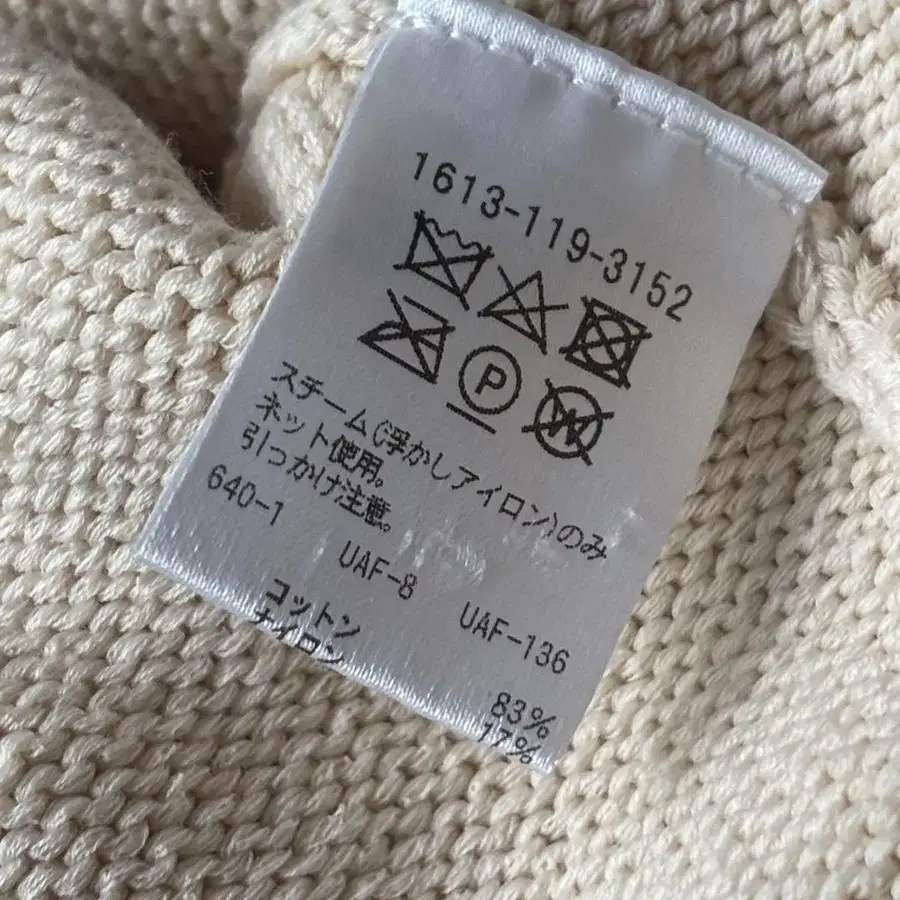 1613-119-3152
P
W
スチーム(浮かしアイロン)のみ
ネット使用。
引っかけ注意。
640-1 UAF-8 UAF-136
コットン 83%
ナイロン 17%